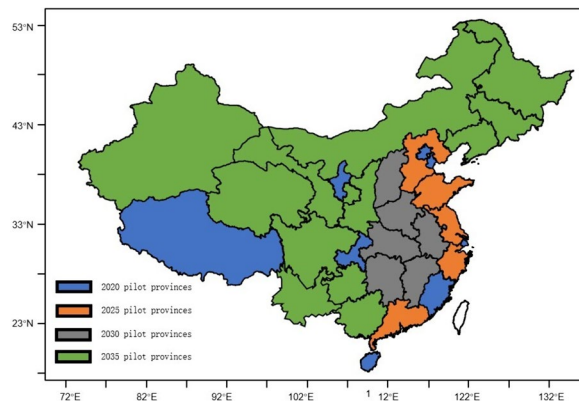 53°N
43°N
33°N
23°N
2020 pilot provinces
2025 pilot provinces
2030 pilot provinces
2035 pilot provinces
72°E 82°E 92°E 102°E 1 112°E 122°E 132°E